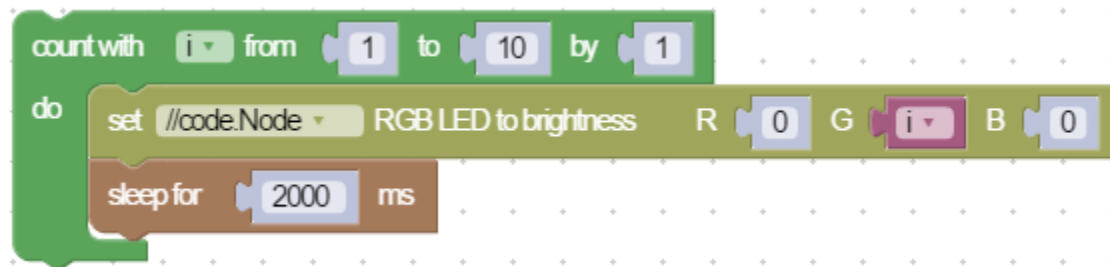 count with i from 1 to 10 by 1
do
set //code.Node RGB LED to brightness R 0 G i B 0
sleep for 2000 ms